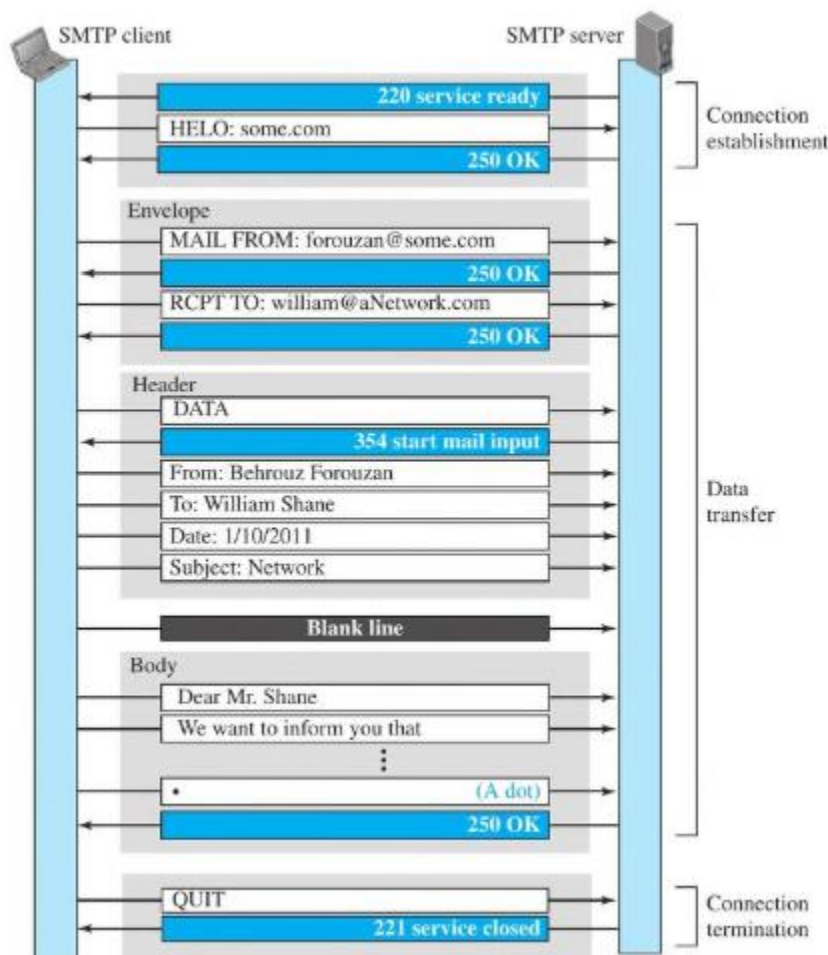 SMTP client
SMTP server
220 service ready
HELO: some.com
250 OK
Connection
establishment
Envelope
MAIL FROM: forouzan@some.com
250 OK
RCPT TO: william@aNetwork.com
250 OK
Header
DATA
354 start mail input
From: Behrouz Forouzan
To: William Shane
Date: 1/10/2011
Subject: Network
Data
transfer
Blank line
Body
Dear Mr. Shane
We want to inform you that
⋮
• (A dot)
250 OK
QUIT
221 service closed
Connection
termination